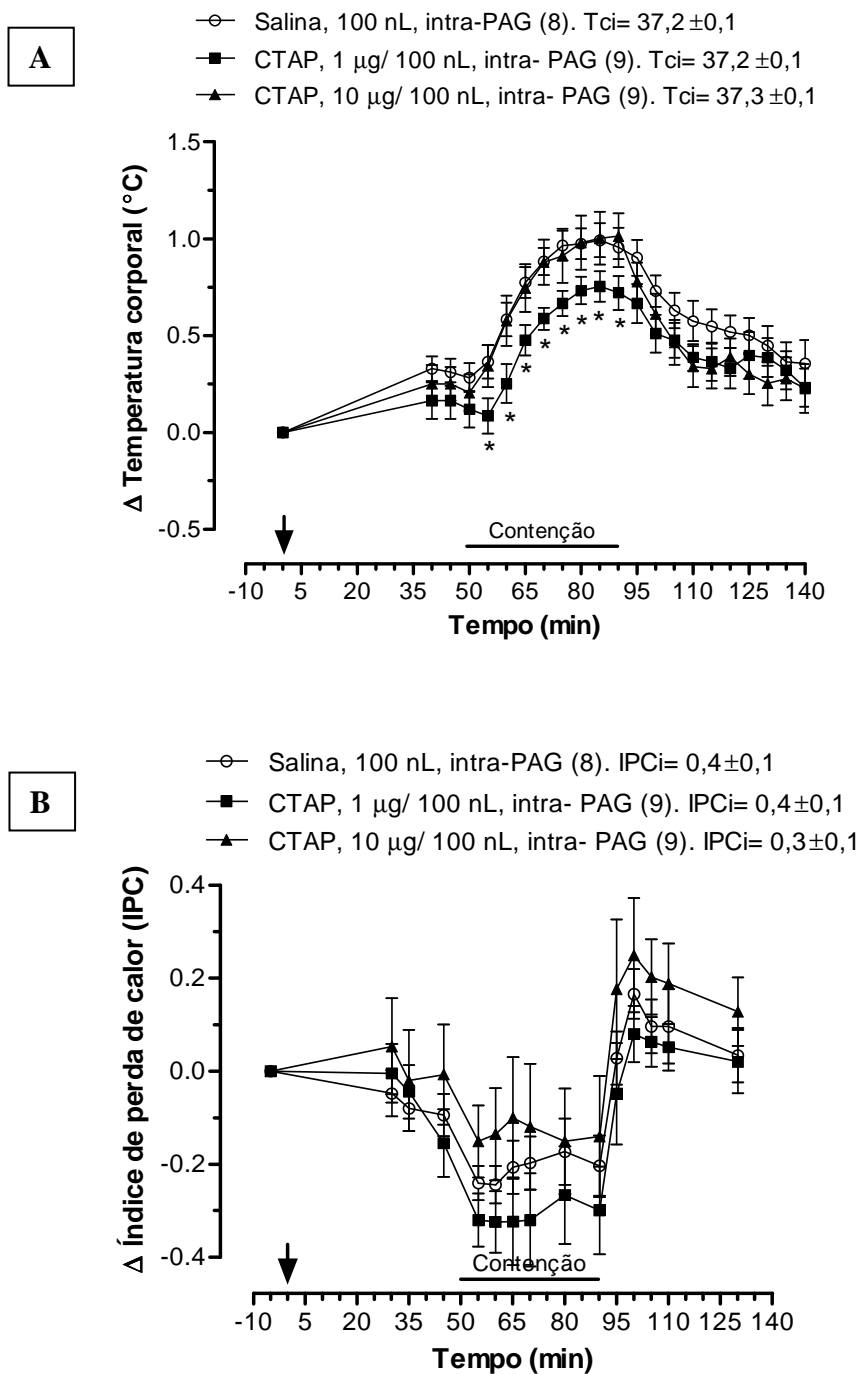 A
Salina, 100 nL, intra-PAG (8). Tci= 37,2 ±0,1
CTAP, 1 μg/ 100 nL, intra- PAG (9). Tci= 37,2 ±0,1
CTAP, 10 μg/ 100 nL, intra- PAG (9). Tci= 37,3 ±0,1
Δ Temperatura corporal (°C)
1.5
1.0
0.5
0.0
-0.5
* * * * * * * *
Contenção
-10 5 20 35 50 65 80 95 110 125 140
Tempo (min)
B
Salina, 100 nL, intra-PAG (8). IPCi= 0,4±0,1
CTAP, 1 μg/ 100 nL, intra- PAG (9). IPCi= 0,4±0,1
CTAP, 10 μg/ 100 nL, intra- PAG (9). IPCi= 0,3±0,1
Δ Índice de perda de calor (IPC)
0.4
0.2
0.0
-0.2
-0.4
Contenção
-10 5 20 35 50 65 80 95 110 125 140
Tempo (min)